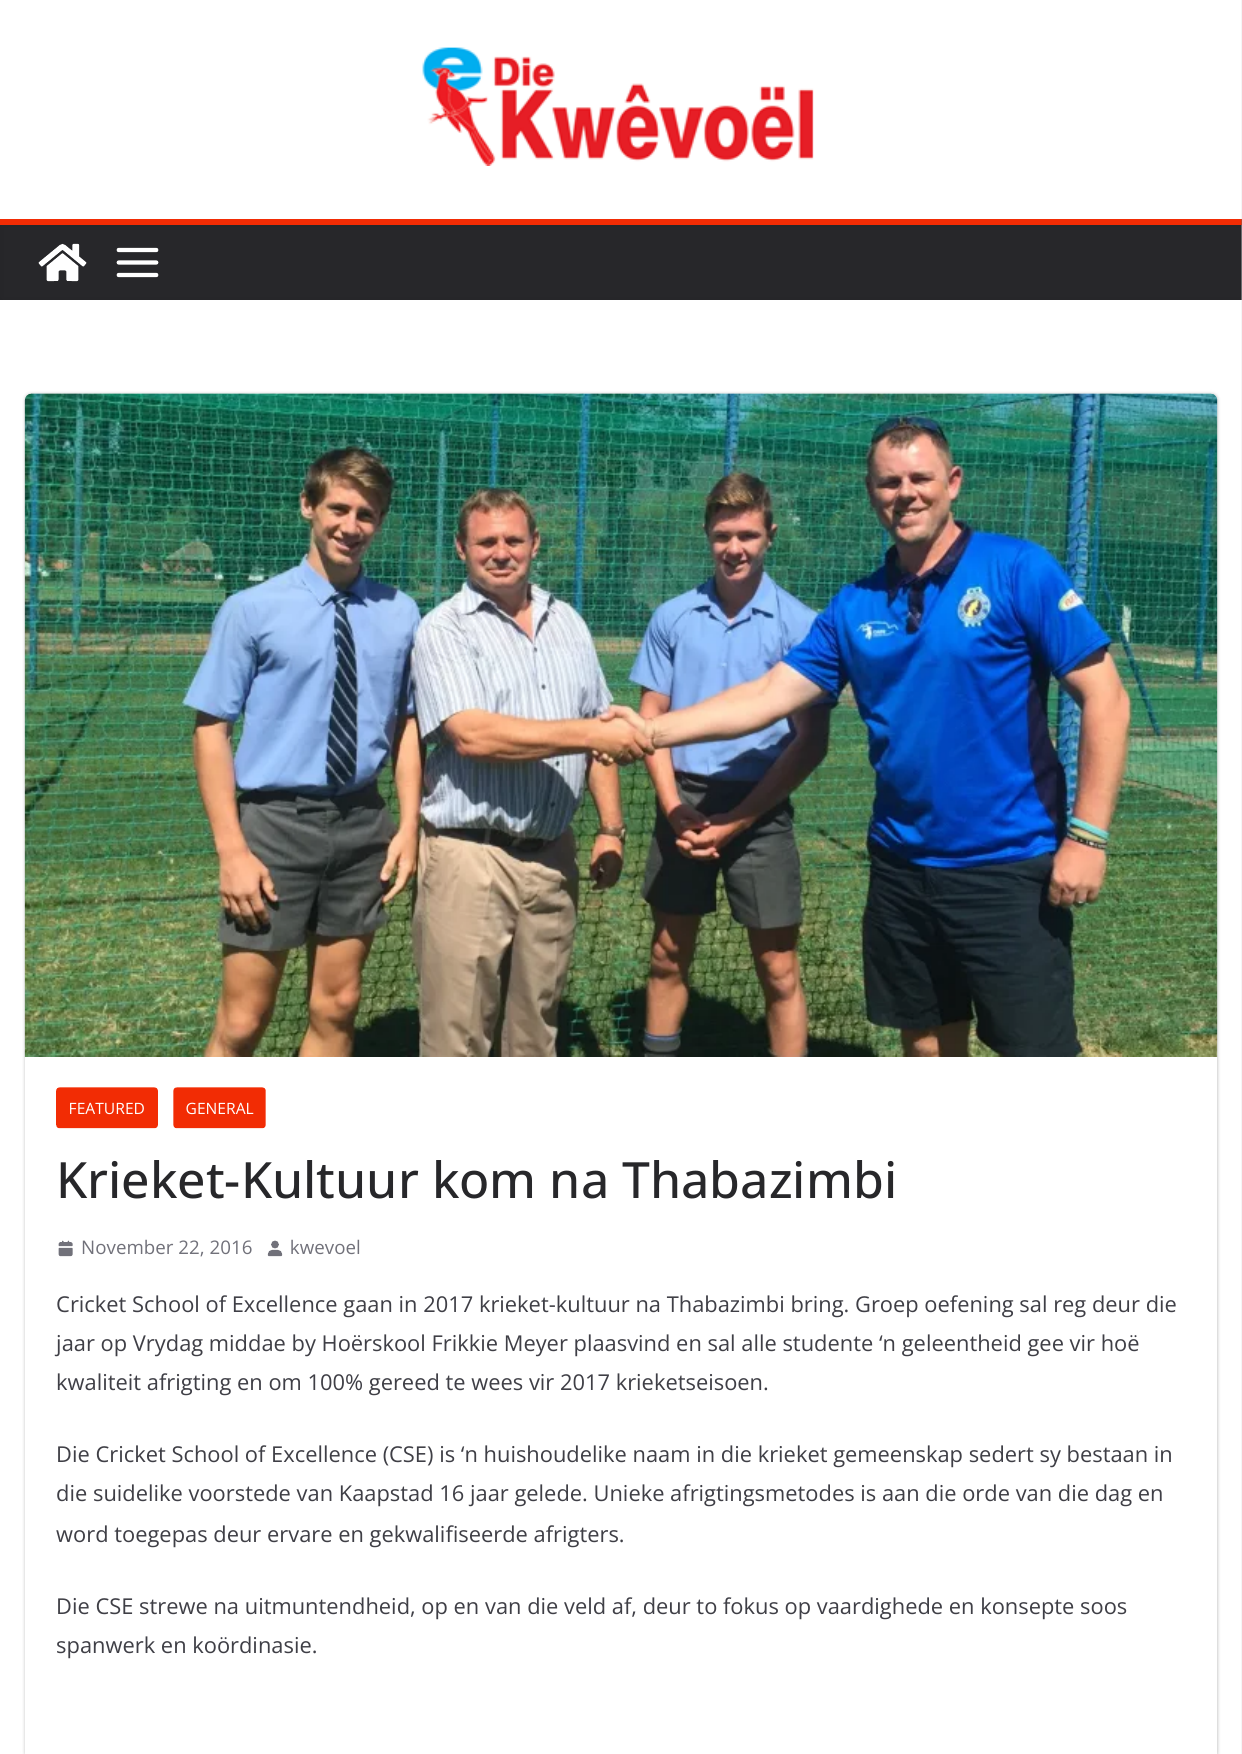 e Die
Kwêvoël
FEATURED GENERAL
Krieket-Kultuur kom na Thabazimbi
November 22, 2016 kwevoel
Cricket School of Excellence gaan in 2017 krieket-kultuur na Thabazimbi bring. Groep oefening sal reg deur die
jaar op Vrydag middae by Hoërskool Frikkie Meyer plaasvind en sal alle studente ‘n geleentheid gee vir hoë
kwaliteit afrigting en om 100% gereed te wees vir 2017 krieketseisoen.
Die Cricket School of Excellence (CSE) is ‘n huishoudelike naam in die krieket gemeenskap sedert sy bestaan in
die suidelike voorstede van Kaapstad 16 jaar gelede. Unieke afrigtingsmetodes is aan die orde van die dag en
word toegepas deur ervare en gekwalifiseerde afrigters.
Die CSE strewe na uitmuntendheid, op en van die veld af, deur to fokus op vaardighede en konsepte soos
spanwerk en koördinasie.